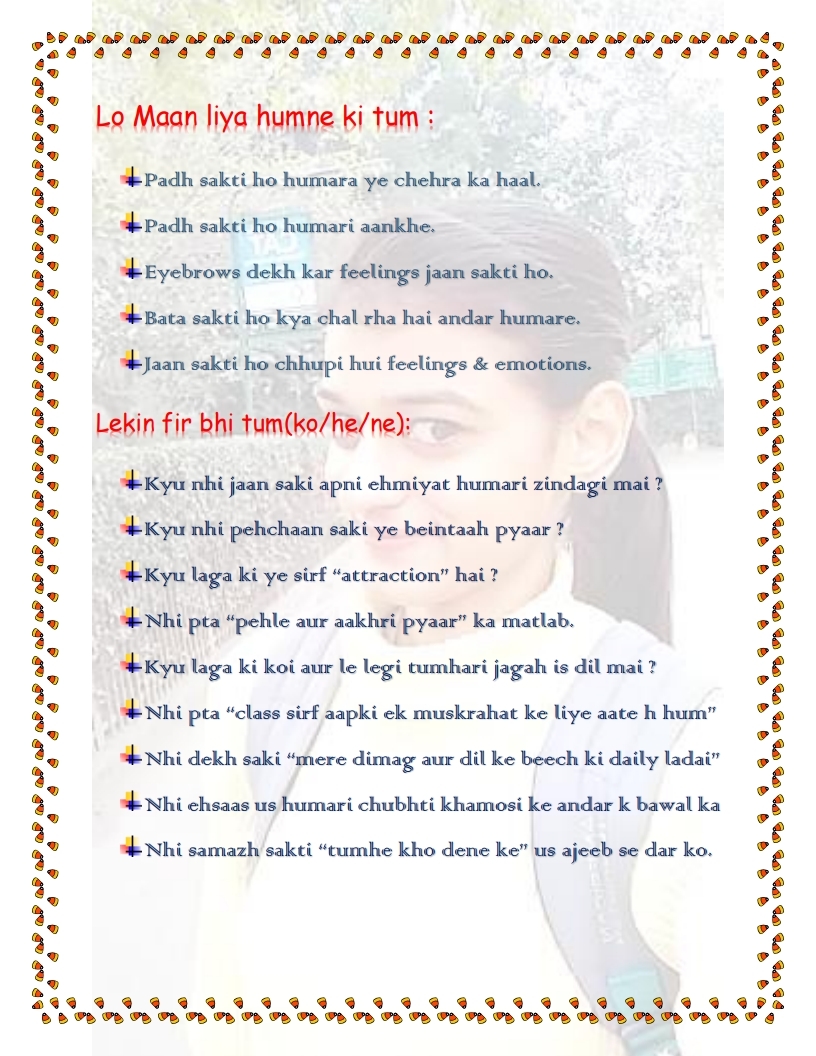 Lo Maan liya humne ki tum :
Padh sakti ho humara ye chehra ka haal.
Padh sakti ho humari aankhe.
Eyebrows dekh kar feelings jaan sakti ho.
Bata sakti ho kya chal rha hai andar humare.
Jaan sakti ho chhupi hui feelings & emotions.
Lekin fir bhi tum(ko/he/ne):
Kyu nhi jaan saki apni ehmiyat humari zindagi mai ?
Kyu nhi pehchaan saki ye beintaah pyaar ?
Kyu laga ki ye sirf “attraction” hai ?
Nhi pta “pehle aur aakhri pyaar” ka matlab.
Kyu laga ki koi aur le legi tumhari jagah is dil mai ?
Nhi pta “class sirf aapki ek muskrahat ke liye aate h hum”
Nhi dekh saki “mere dimag aur dil ke beech ki daily ladai”
Nhi ehsaas us humari chubhti khamosi ke andar k bawal ka
Nhi samazh sakti “tumhe kho dene ke” us ajeeb se dar ko.